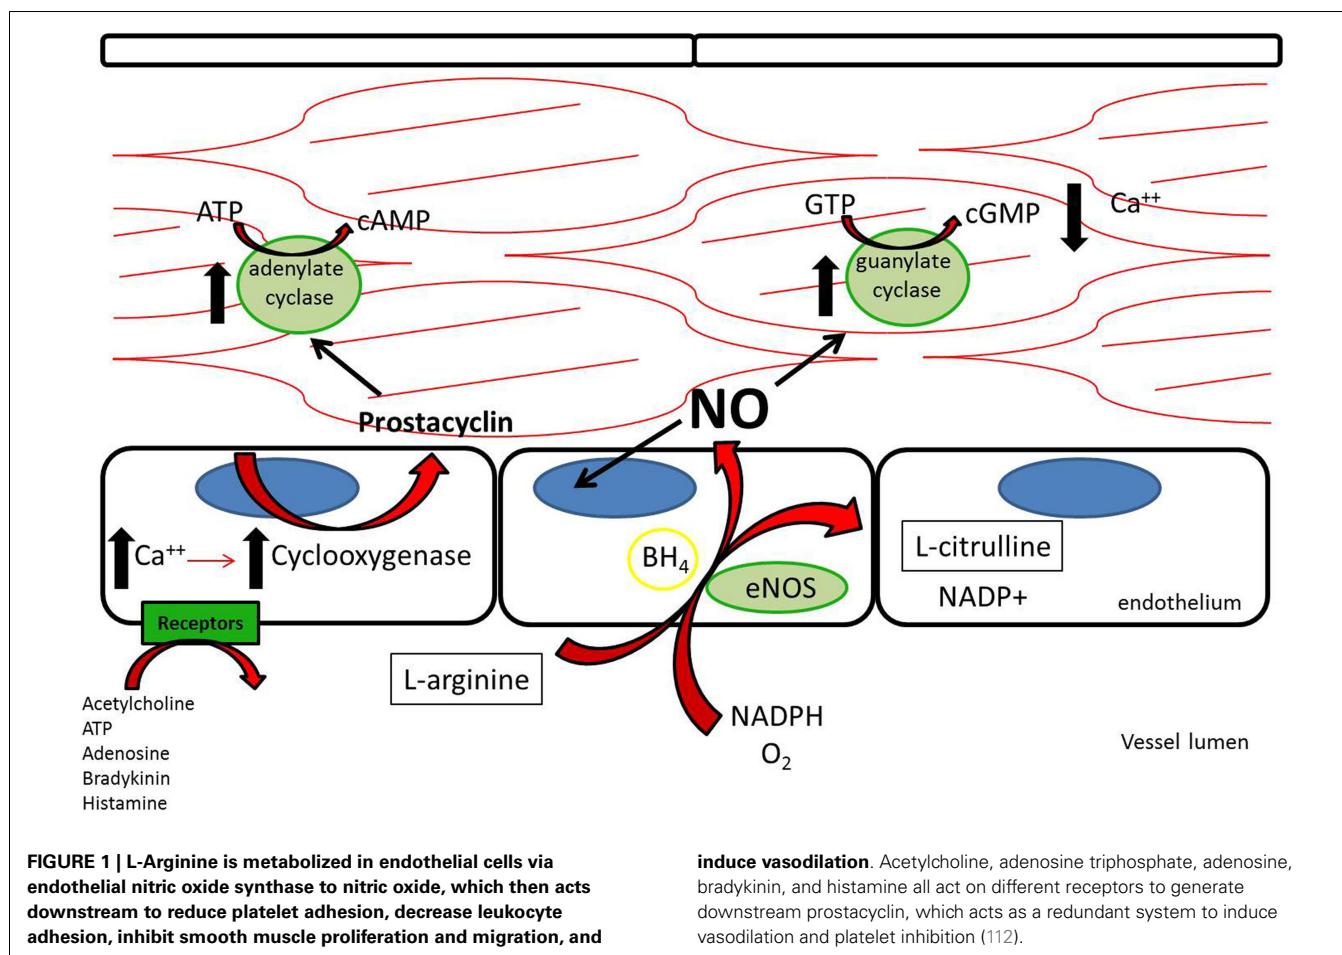 ATP
cAMP
adenylate
cyclase
GTP
cGMP
Ca⁺⁺
guanylate
cyclase
Prostacyclin
NO
Ca⁺⁺
Cyclooxygenase
Receptors
BH₄
eNOS
L-citrulline
NADP+
endothelium
L-arginine
NADPH
O₂
Vessel lumen
Acetylcholine
ATP
Adenosine
Bradykinin
Histamine
FIGURE 1 | L-Arginine is metabolized in endothelial cells via
endothelial nitric oxide synthase to nitric oxide, which then acts
downstream to reduce platelet adhesion, decrease leukocyte
adhesion, inhibit smooth muscle proliferation and migration, and
induce vasodilation. Acetylcholine, adenosine triphosphate, adenosine,
bradykinin, and histamine all act on different receptors to generate
downstream prostacyclin, which acts as a redundant system to induce
vasodilation and platelet inhibition (112).